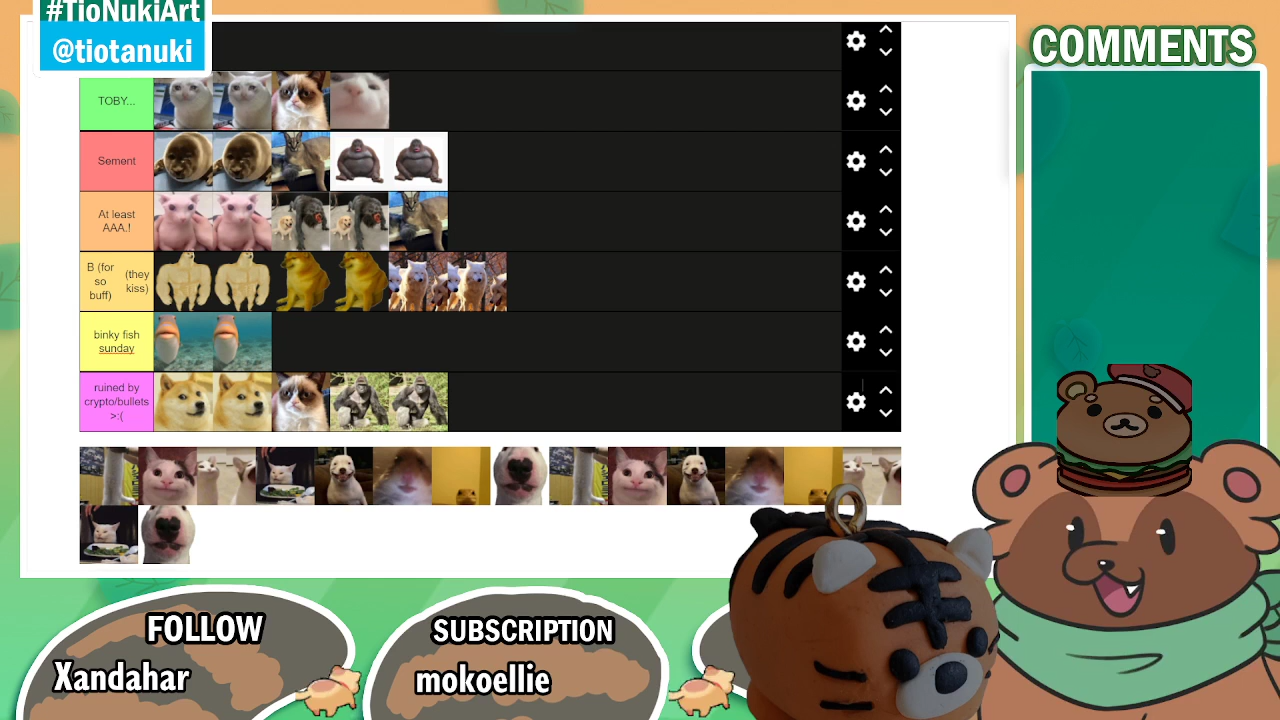 #TioNukiArt
@tiotanuki
COMMENTS
TOBY...
Sement
At least
AAA.!
B (for
so
buff)
(they
kiss)
binky fish
sunday
ruined by
crypto/bullets
>:(
FOLLOW
Xandahar
SUBSCRIPTION
mokoellie